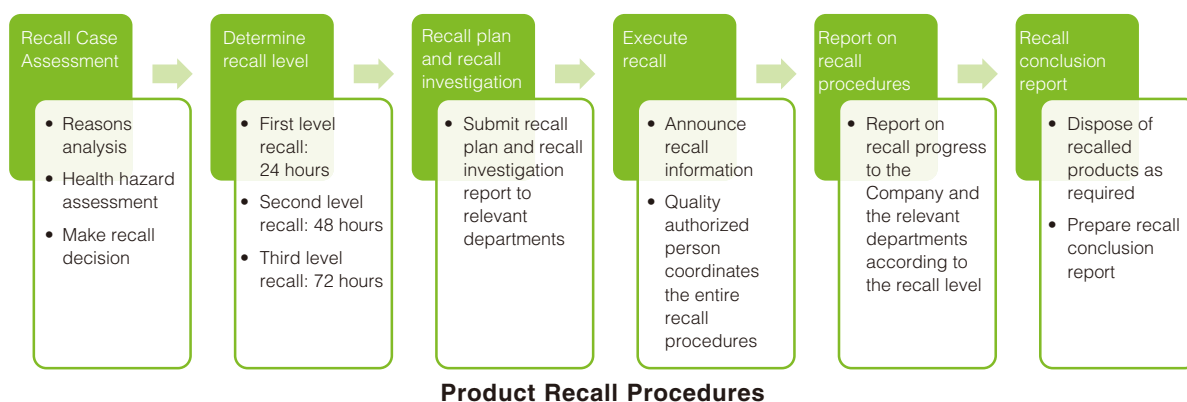 Recall Case
Assessment
• Reasons
analysis
• Health hazard
assessment
• Make recall
decision
Determine
recall level
• First level
recall:
24 hours
• Second level
recall: 48 hours
• Third level
recall: 72 hours
Recall plan
and recall
investigation
• Submit recall
plan and recall
investigation
report to
relevant
departments
Execute
recall
• Announce
recall
information
• Quality
authorized
person
coordinates
the entire
recall
procedures
Report on
recall
procedures
• Report on
recall progress
to the
Company and
the relevant
departments
according to
the recall level
Recall
conclusion
report
• Dispose of
recalled
products as
required
• Prepare recall
conclusion
report
Product Recall Procedures